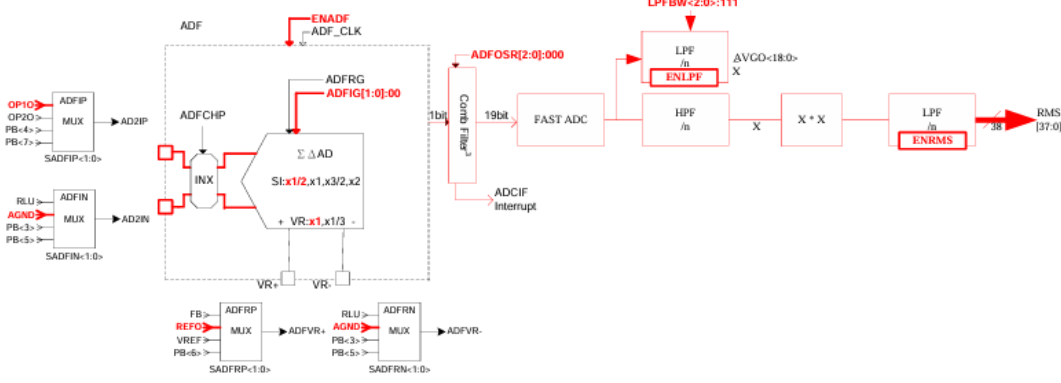 LPFBW<2:0>:111
ADF
ENADF
ADF_CLK
ADFRG
ADFIG[1:0]:00
ADFCHP
INX
Σ ΔAD
SI:x1/2,x1,x3/2,x2
+ VR:x1,x1/3 -
VR+
VR-
OP1O
OP2O
PB<4>
PB<7>
ADFIP
MUX
AD2IP
SADFIP<1:0>
RLU
AGND
PB<3>
PB<5>
ADFIN
MUX
AD2IN
SADFIN<1:0>
1bit
ADFOSR[2:0]:000
Comb Filter³
19bit
ADCIF
Interrupt
FAST ADC
LPF
/n
ENLPF
AVGO<18:0>
X
HPF
/n
X
X * X
LPF
/n
ENRMS
38
RMS
[37:0]
FB
REFO
VREF
PB<6>
ADFRP
MUX
ADFVR+
SADFRP<1:0>
RLU
AGND
PB<3>
PB<5>
ADFRN
MUX
ADFVR-
SADFRN<1:0>